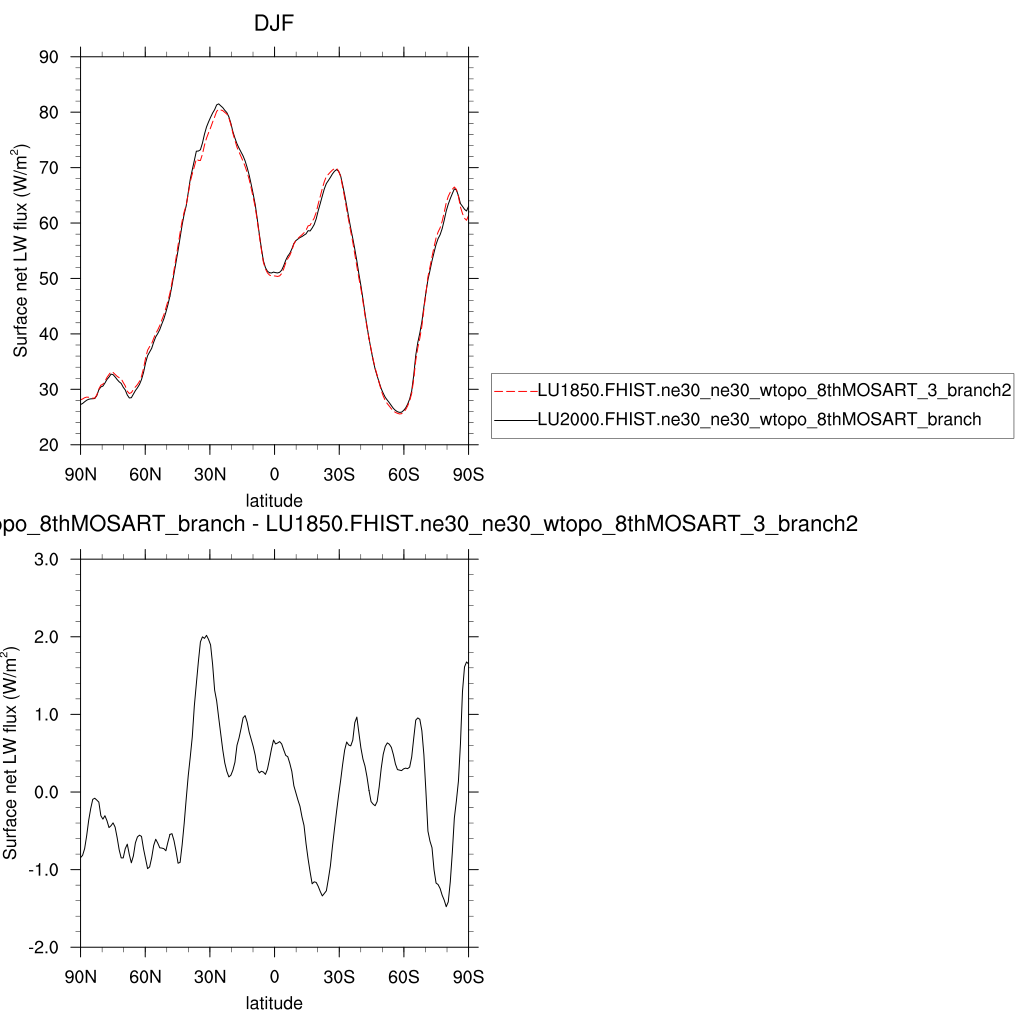 DJF
90
80
70
60
50
40
30
20
Surface net LW flux (W/m²)
90N 60N 30N 0 30S 60S 90S
latitude
LU1850.FHIST.ne30_ne30_wtopo_8thMOSART_3_branch2
LU2000.FHIST.ne30_ne30_wtopo_8thMOSART_branch
opo_8thMOSART_branch - LU1850.FHIST.ne30_ne30_wtopo_8thMOSART_3_branch2
3.0
2.0
1.0
0.0
-1.0
-2.0
Surface net LW flux (W/m²)
90N 60N 30N 0 30S 60S 90S
latitude